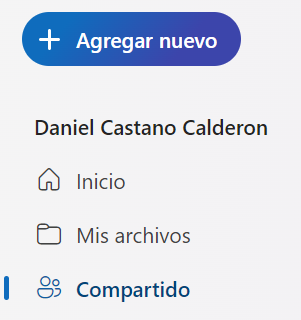 Agregar nuevo
Daniel Castano Calderon
Inicio
Mis archivos
Compartido